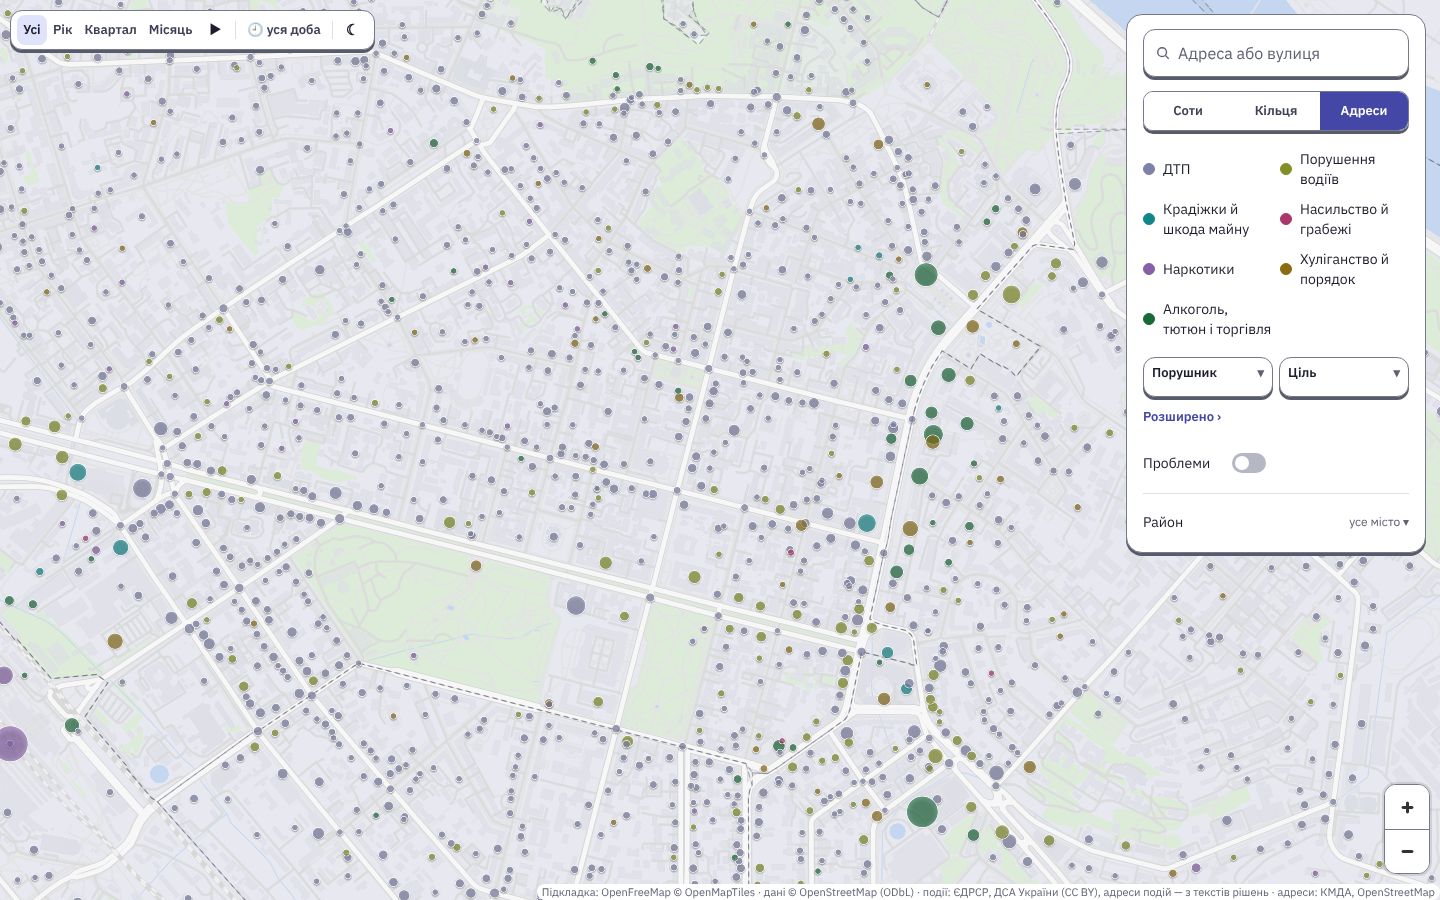 Усі Рік Квартал Місяць уся доба
Адреса або вулиця
Соти Кільця Адреси
ДТП
Порушення
водіїв
Крадіжки й
шкода майну
Насильство й
грабежі
Наркотики
Хуліганство й
порядок
Алкоголь,
тютюн і торгівля
Порушник Ціль
Розширено ›
Проблеми
Район усе місто
+
−
Підкладка: OpenFreeMap © OpenMapTiles · дані © OpenStreetMap (ODbL) · події: ЄДРСР, ДСА України (CC BY), адреси подій — з текстів рішень · адреси: КМДА, OpenStreetMap